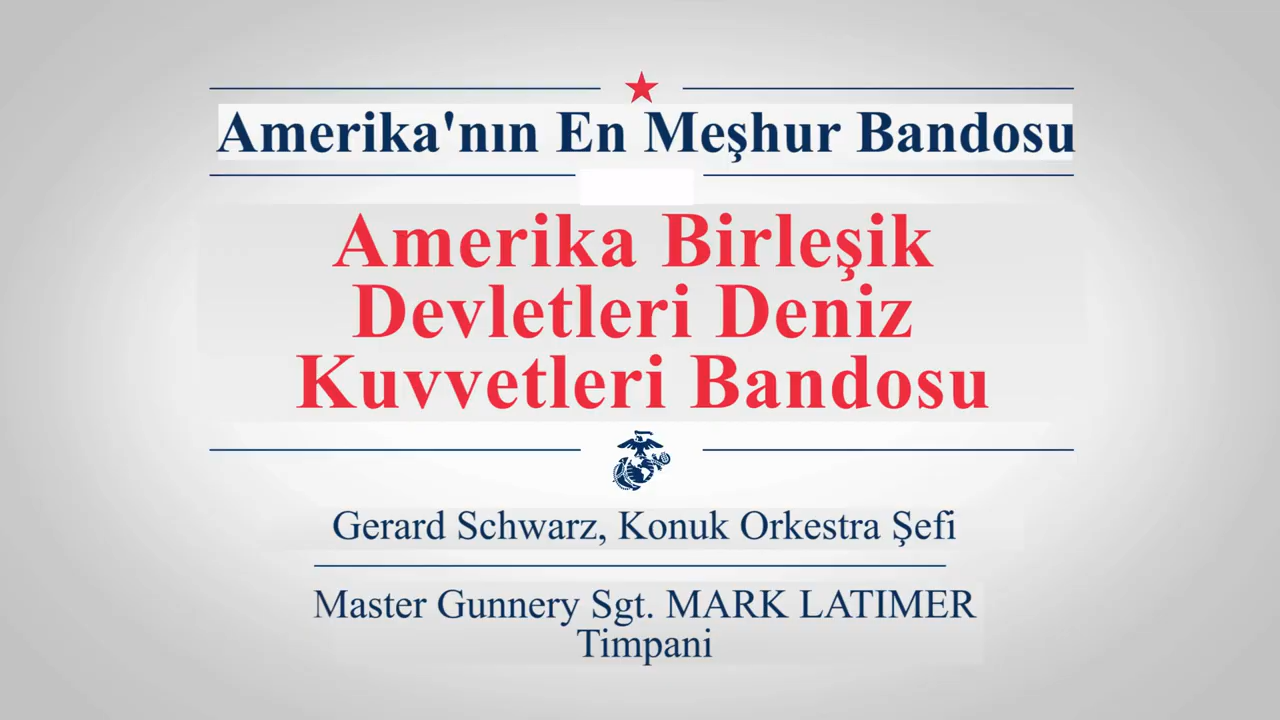 Amerika'nın En Meşhur Bandosu
Amerika Birleşik
Devletleri Deniz
Kuvvetleri Bandosu
Gerard Schwarz, Konuk Orkestra Şefi
Master Gunnery Sgt. MARK LATIMER
Timpani